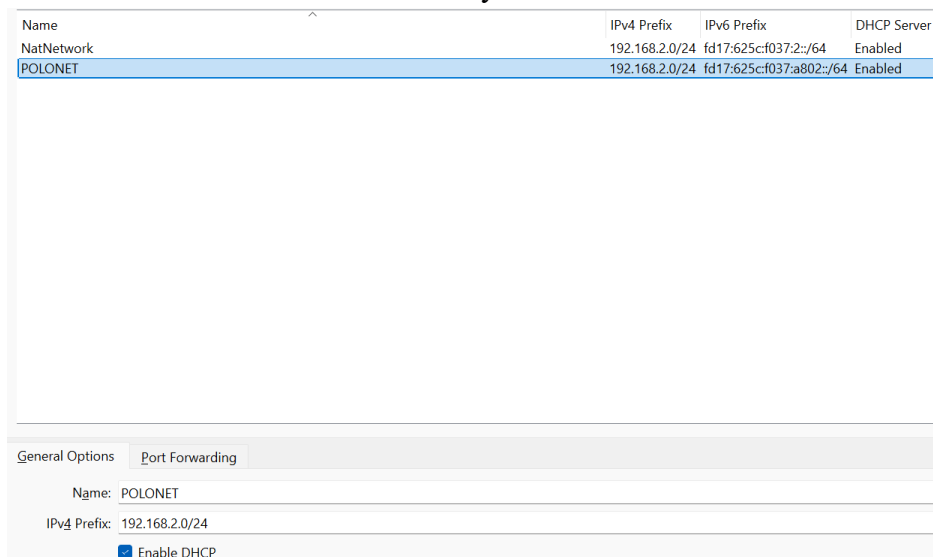 Name IPv4 Prefix IPv6 Prefix DHCP Server
NatNetwork 192.168.2.0/24 fd17:625c:f037:2::/64 Enabled
POLONET 192.168.2.0/24 fd17:625c:f037:a802::/64 Enabled
General Options Port Forwarding
Name: POLONET
IPv4 Prefix: 192.168.2.0/24
Enable DHCP